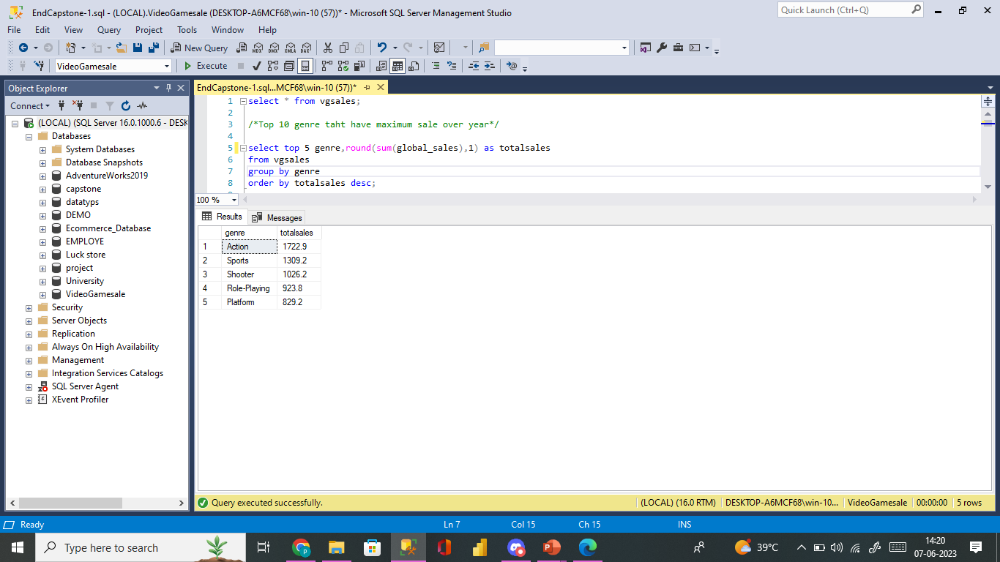 EndCapstone-1.sql - (LOCAL).VideoGamesale (DESKTOP-A6MCF68\win-10 (57))* - Microsoft SQL Server Management Studio
Quick Launch (Ctrl+Q)
File Edit View Query Project Tools Window Help
New Query MDX DMX XMLA DAX
VideoGamesale Execute
Object Explorer
EndCapstone-1.sql...MCF68\win-10 (57))*
Connect
(LOCAL) (SQL Server 16.0.1000.6 - DESK
Databases
System Databases
Database Snapshots
AdventureWorks2019
capstone
datatyps
DEMO
Ecommerce_Database
EMPLOYE
Luck store
project
University
VideoGamesale
Security
Server Objects
Replication
Always On High Availability
Management
Integration Services Catalogs
SQL Server Agent
XEvent Profiler
1 select * from vgsales;
2
3 /*Top 10 genre taht have maximum sale over year*/
4
5 select top 5 genre,round(sum(global_sales),1) as totalsales
6 from vgsales
7 group by genre
8 order by totalsales desc;
100 %
Results Messages
genre totalsales
1 Action 1722.9
2 Sports 1309.2
3 Shooter 1026.2
4 Role-Playing 923.8
5 Platform 829.2
Query executed successfully. (LOCAL) (16.0 RTM) DESKTOP-A6MCF68\win-10... VideoGamesale 00:00:00 5 rows
Ready Ln 7 Col 15 Ch 15 INS
Type here to search
39°C
14:20
07-06-2023